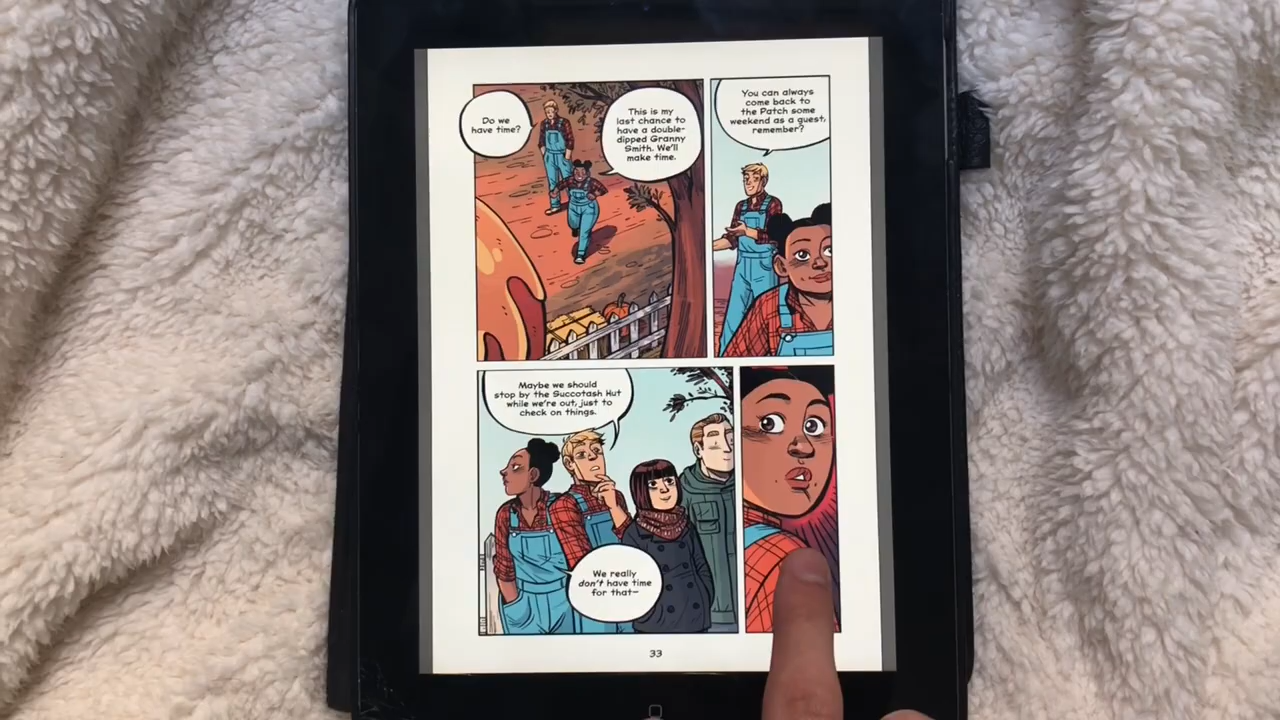 Do we
have time?
This is my
last chance to
have a double-
dipped Granny
Smith. We'll
make time.
You can always
come back to
the Patch some
weekend as a guest,
remember?
Maybe we should
stop by the Succotash Hut
while we're out, just to
check on things.
We really
don't have time
for that—
33